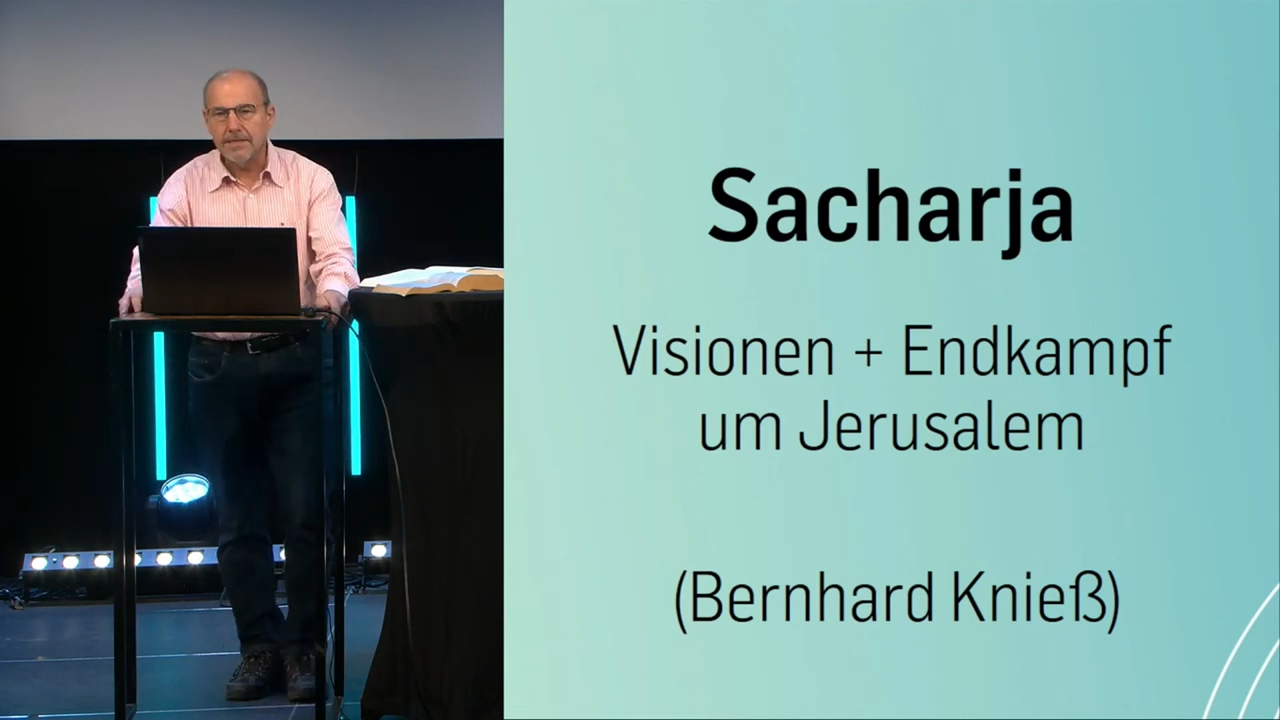 Sacharja
Visionen + Endkampf
um Jerusalem
(Bernhard Knieß)